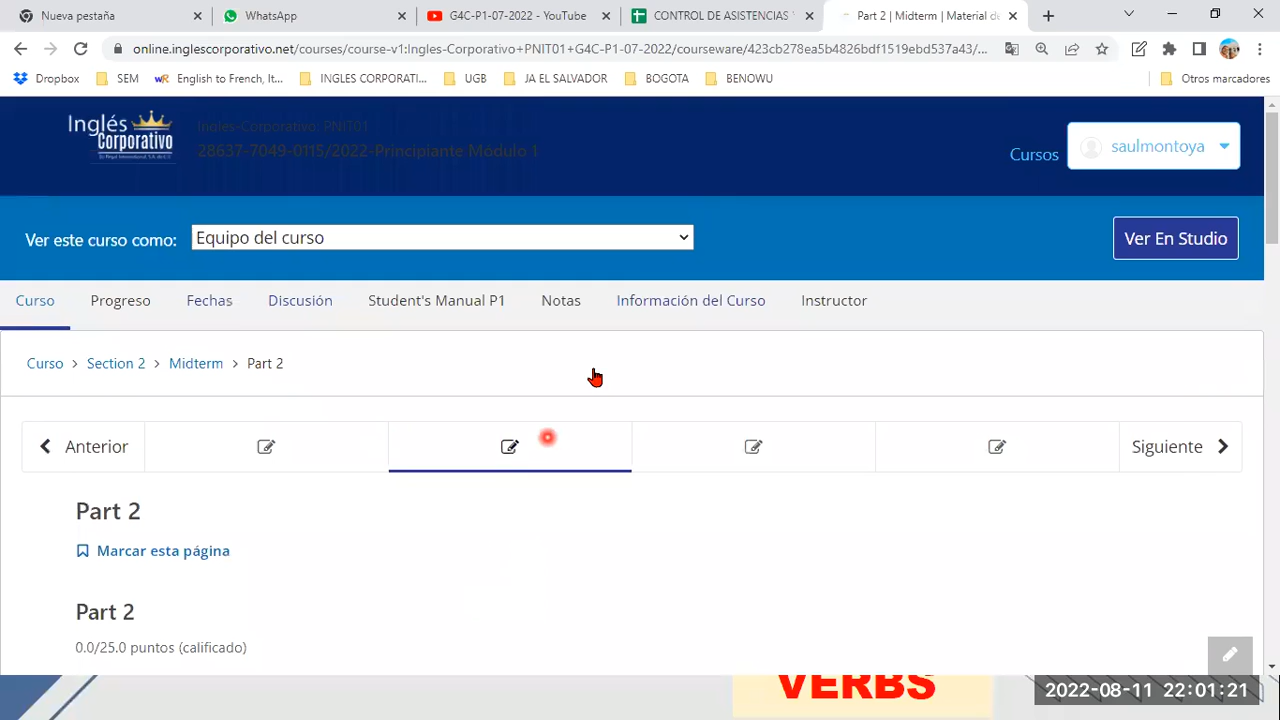 Nueva pestaña
WhatsApp
G4C-P1-07-2022 - YouTube
CONTROL DE ASISTENCIAS Y
Part 2 | Midterm | Material de
online.inglescorporativo.net/courses/course-v1:Ingles-Corporativo+PNIT01+G4C-P1-07-2022/courseware/423cb278ea5b4826bdf1519ebd537a43/...
Dropbox
SEM
English to French, It...
INGLES CORPORATI...
UGB
JA EL SALVADOR
BOGOTA
BENOWU
Otros marcadores
Inglés
Corporativo
Ingles-Corporativo: PNIT01
28637-7049-0115/2022-Principiante Módulo 1
Cursos
saulmontoya
Ver este curso como:
Equipo del curso
Ver En Studio
Curso
Progreso
Fechas
Discusión
Student's Manual P1
Notas
Información del Curso
Instructor
Curso > Section 2 > Midterm > Part 2
Anterior
Siguiente
Part 2
Marcar esta página
Part 2
0.0/25.0 puntos (calificado)
VERBS
2022-08-11 22:01:21